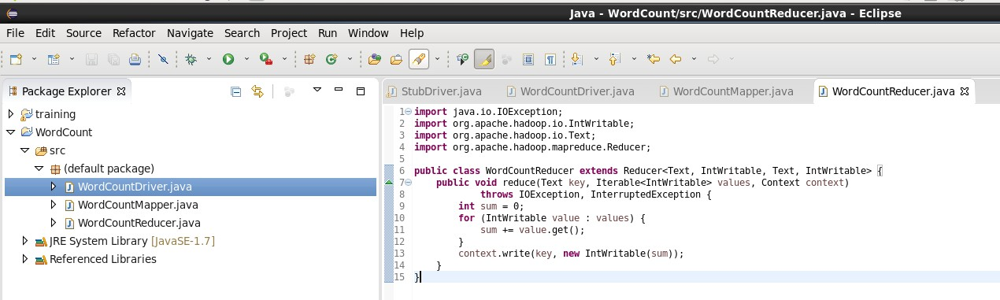 Java - WordCount/src/WordCountReducer.java - Eclipse
File Edit Source Refactor Navigate Search Project Run Window Help
Package Explorer
training
WordCount
src
(default package)
WordCountDriver.java
WordCountMapper.java
WordCountReducer.java
JRE System Library [JavaSE-1.7]
Referenced Libraries
StubDriver.java WordCountDriver.java WordCountMapper.java WordCountReducer.java
1 import java.io.IOException;
2 import org.apache.hadoop.io.IntWritable;
3 import org.apache.hadoop.io.Text;
4 import org.apache.hadoop.mapreduce.Reducer;
5
6 public class WordCountReducer extends Reducer<Text, IntWritable, Text, IntWritable> {
7     public void reduce(Text key, Iterable<IntWritable> values, Context context)
8             throws IOException, InterruptedException {
9         int sum = 0;
10         for (IntWritable value : values) {
11             sum += value.get();
12         }
13         context.write(key, new IntWritable(sum));
14     }
15 }